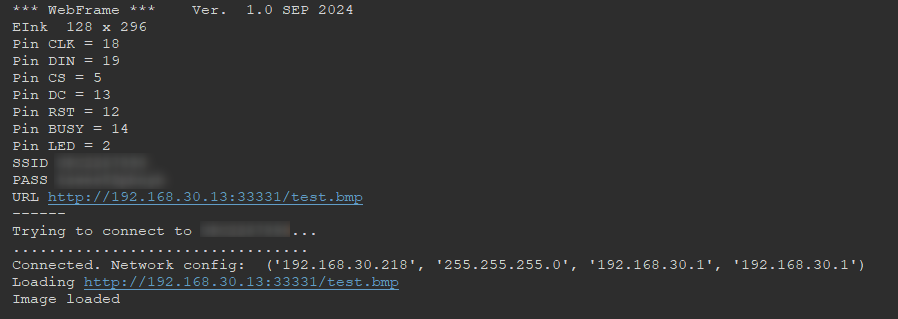 *** WebFrame ***    Ver.  1.0 SEP 2024
EInk  128 x 296
Pin CLK = 18
Pin DIN = 19
Pin CS = 5
Pin DC = 13
Pin RST = 12
Pin BUSY = 14
Pin LED = 2
SSID
PASS
URL http://192.168.30.13:33331/test.bmp
------
Trying to connect to ...
.................................
Connected. Network config:  ('192.168.30.218', '255.255.255.0', '192.168.30.1', '192.168.30.1')
Loading http://192.168.30.13:33331/test.bmp
Image loaded